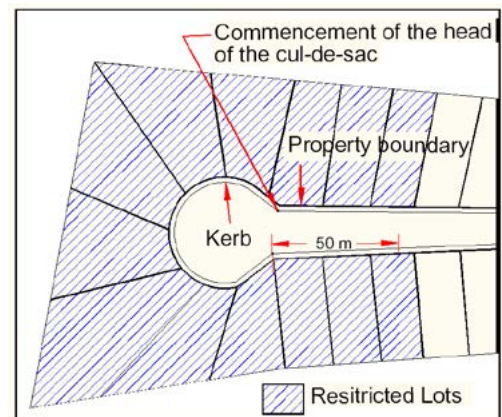 Commencement of the head
of the cul-de-sac
Property boundary
Kerb
50 m
Resitricted Lots